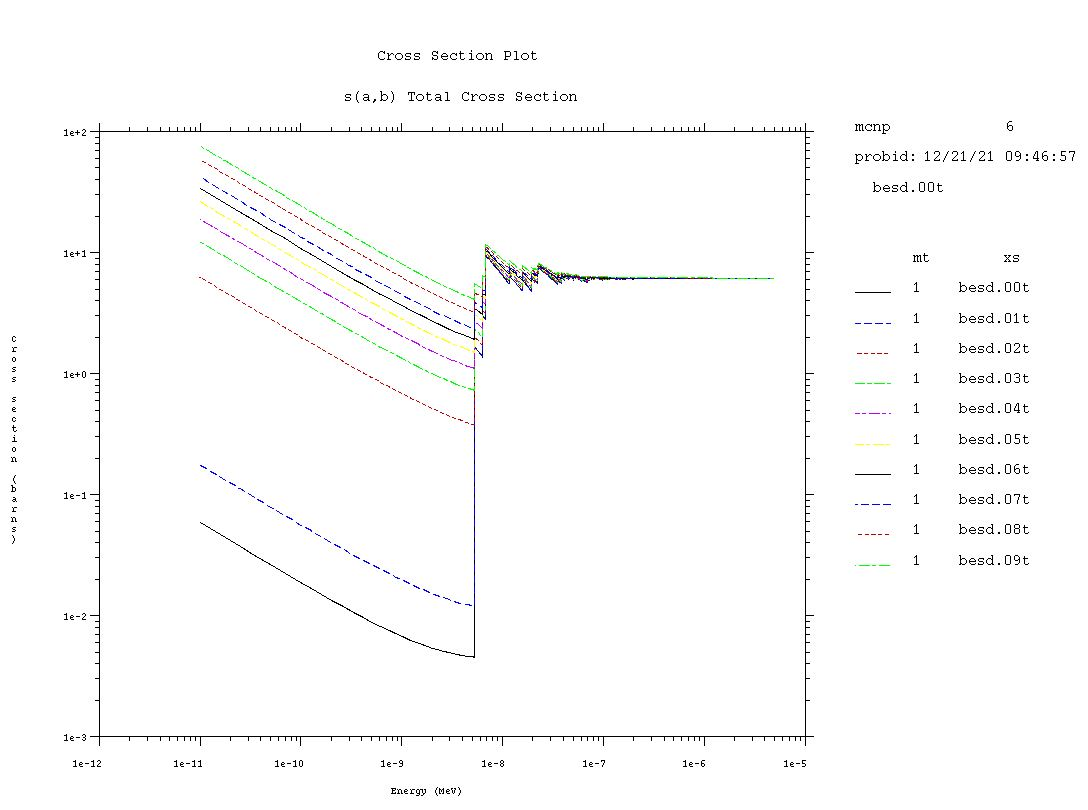 Cross Section Plot
s(a,b) Total Cross Section
mcnp 6
probid: 12/21/21 09:46:57
besd.00t
mt xs
1 besd.00t
1 besd.01t
1 besd.02t
1 besd.03t
1 besd.04t
1 besd.05t
1 besd.06t
1 besd.07t
1 besd.08t
1 besd.09t
cross section (barns)
1e+2
1e+1
1e+0
1e-1
1e-2
1e-3
1e-12 1e-11 1e-10 1e-9 1e-8 1e-7 1e-6 1e-5
Energy (MeV)